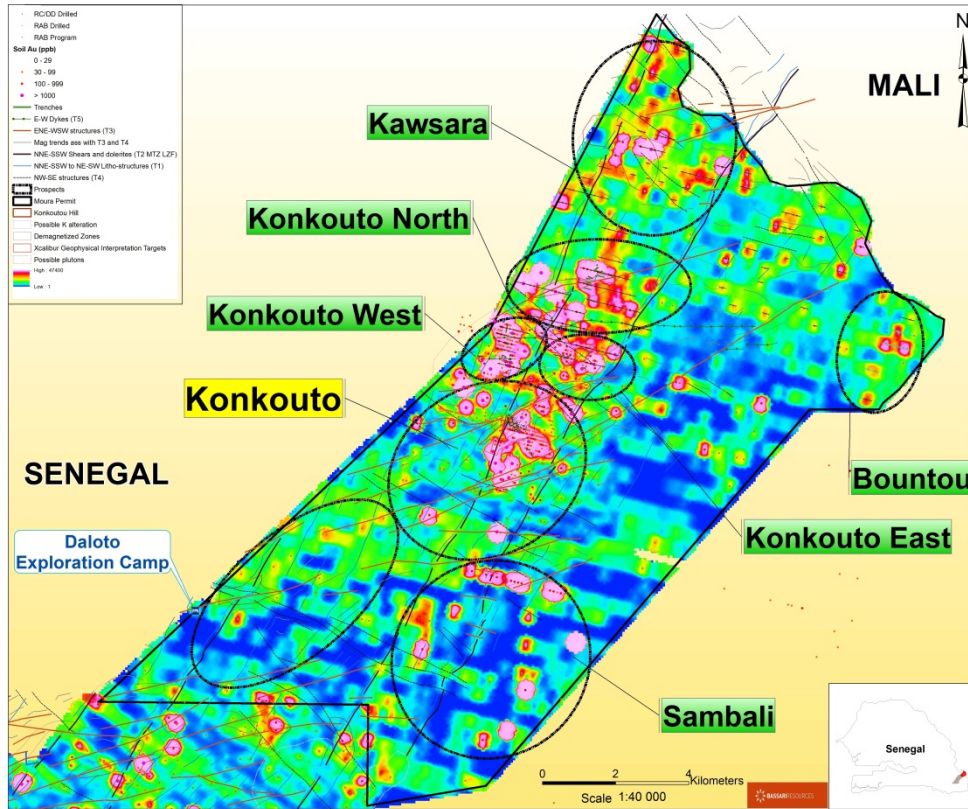 RC/DD Drilled
RAB Drilled
RAB Program
Soil Au (ppb)
0 - 29
30 - 99
100 - 999
> 1000
Trenches
E-W Dykes (T5)
ENE-WSW structures (T3)
Mag trends ass with T3 and T4
NNE-SSW Shears and dolerites (T2 MTZ LZF)
NNE-SSW to NE-SW Litho-structures (T1)
NW-SE structures (T4)
Prospects
Moura Permit
Konkoutou Hill
Possible K alteration
Demagnetized Zones
Xcalibur Geophysical Interpretation Targets
Possible plutons
High : 47400
Low : 1
N
MALI
Kawsara
Konkouto North
Konkouto West
Konkouto
SENEGAL
Bountou
Konkouto East
Daloto
Exploration Camp
Sambali
Senegal
0 2 4 Kilometers
Scale 1:40 000
BASSARI RESOURCES